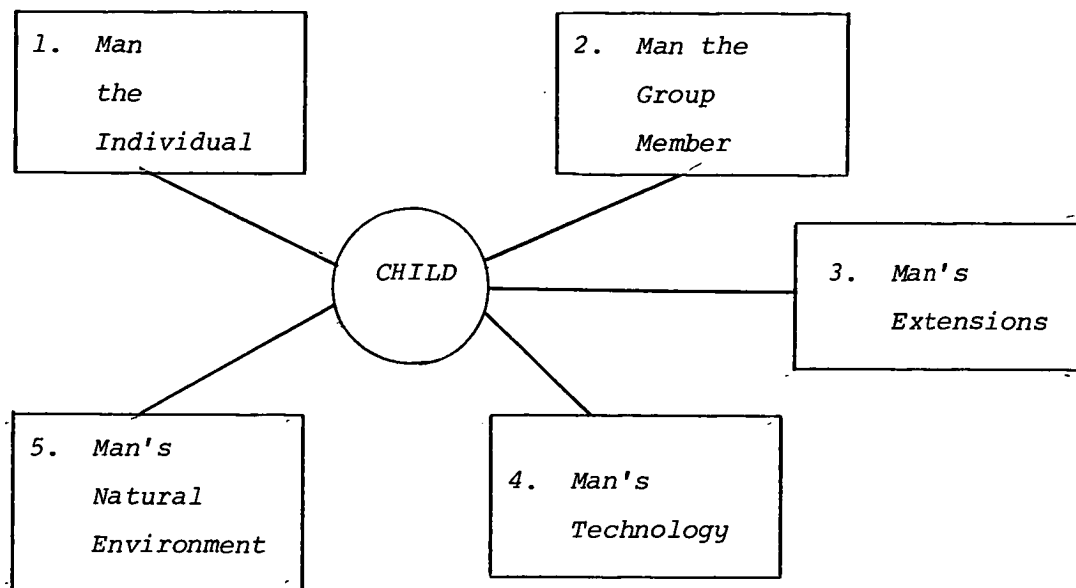 1. Man
the
Individual
2. Man the
Group
Member
CHILD
3. Man's
Extensions
4. Man's
Technology
5. Man's
Natural
Environment